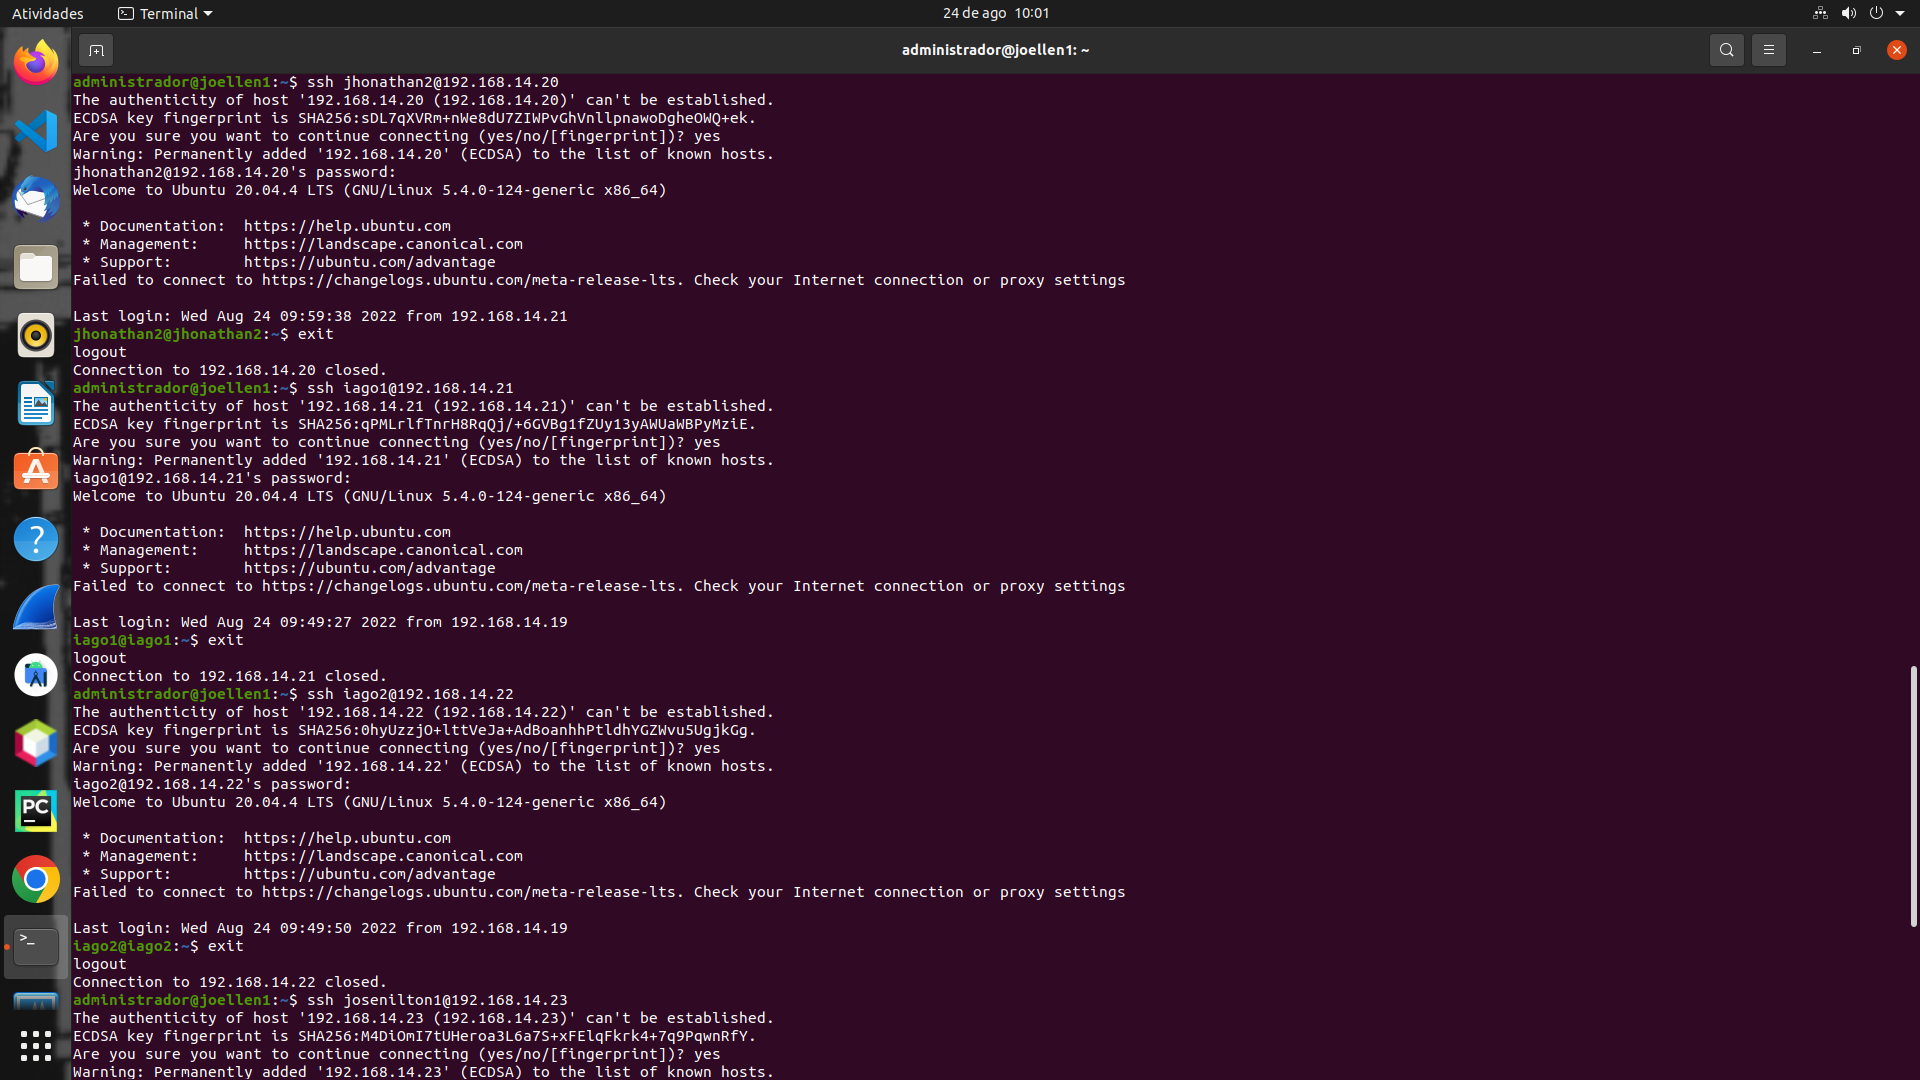 Atividades
Terminal
24 de ago 10:01
administrador@joellen1: ~
administrador@joellen1:~$ ssh jhonathan2@192.168.14.20
The authenticity of host '192.168.14.20 (192.168.14.20)' can't be established.
ECDSA key fingerprint is SHA256:sDL7qXVRm+nWe8dU7ZIWPvGhVnllpnawoDgheOWQ+ek.
Are you sure you want to continue connecting (yes/no/[fingerprint])? yes
Warning: Permanently added '192.168.14.20' (ECDSA) to the list of known hosts.
jhonathan2@192.168.14.20's password:
Welcome to Ubuntu 20.04.4 LTS (GNU/Linux 5.4.0-124-generic x86_64)
* Documentation:  https://help.ubuntu.com
* Management:     https://landscape.canonical.com
* Support:        https://ubuntu.com/advantage
Failed to connect to https://changelogs.ubuntu.com/meta-release-lts. Check your Internet connection or proxy settings
Last login: Wed Aug 24 09:59:38 2022 from 192.168.14.21
jhonathan2@jhonathan2:~$ exit
logout
Connection to 192.168.14.20 closed.
administrador@joellen1:~$ ssh iago1@192.168.14.21
The authenticity of host '192.168.14.21 (192.168.14.21)' can't be established.
ECDSA key fingerprint is SHA256:qPMLrlfTnrH8RqQj/+6GVBg1fZUy13yAWUaWBPyMziE.
Are you sure you want to continue connecting (yes/no/[fingerprint])? yes
Warning: Permanently added '192.168.14.21' (ECDSA) to the list of known hosts.
iago1@192.168.14.21's password:
Welcome to Ubuntu 20.04.4 LTS (GNU/Linux 5.4.0-124-generic x86_64)
* Documentation:  https://help.ubuntu.com
* Management:     https://landscape.canonical.com
* Support:        https://ubuntu.com/advantage
Failed to connect to https://changelogs.ubuntu.com/meta-release-lts. Check your Internet connection or proxy settings
Last login: Wed Aug 24 09:49:27 2022 from 192.168.14.19
iago1@iago1:~$ exit
logout
Connection to 192.168.14.21 closed.
administrador@joellen1:~$ ssh iago2@192.168.14.22
The authenticity of host '192.168.14.22 (192.168.14.22)' can't be established.
ECDSA key fingerprint is SHA256:0hyUzzjO+lttVeJa+AdBoanhhPtldhYGZWvu5UgjkGg.
Are you sure you want to continue connecting (yes/no/[fingerprint])? yes
Warning: Permanently added '192.168.14.22' (ECDSA) to the list of known hosts.
iago2@192.168.14.22's password:
Welcome to Ubuntu 20.04.4 LTS (GNU/Linux 5.4.0-124-generic x86_64)
* Documentation:  https://help.ubuntu.com
* Management:     https://landscape.canonical.com
* Support:        https://ubuntu.com/advantage
Failed to connect to https://changelogs.ubuntu.com/meta-release-lts. Check your Internet connection or proxy settings
Last login: Wed Aug 24 09:49:50 2022 from 192.168.14.19
iago2@iago2:~$ exit
logout
Connection to 192.168.14.22 closed.
administrador@joellen1:~$ ssh josenilton1@192.168.14.23
The authenticity of host '192.168.14.23 (192.168.14.23)' can't be established.
ECDSA key fingerprint is SHA256:M4DiOmI7tUHeroa3L6a7S+xFElqFkrk4+7q9PqwnRfY.
Are you sure you want to continue connecting (yes/no/[fingerprint])? yes
Warning: Permanently added '192.168.14.23' (ECDSA) to the list of known hosts.
PC